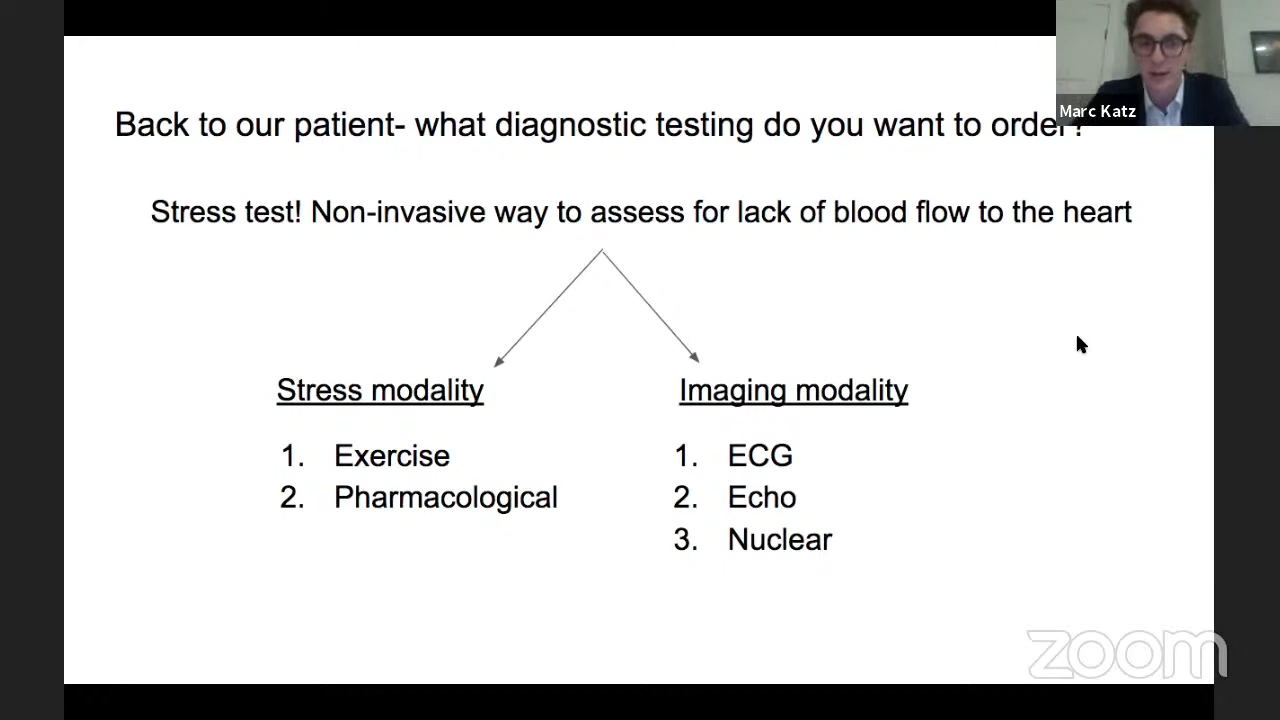 Back to our patient- what diagnostic testing do you want to order?
Marc Katz
Stress test! Non-invasive way to assess for lack of blood flow to the heart
Stress modality
1. Exercise
2. Pharmacological
Imaging modality
1. ECG
2. Echo
3. Nuclear
zoom